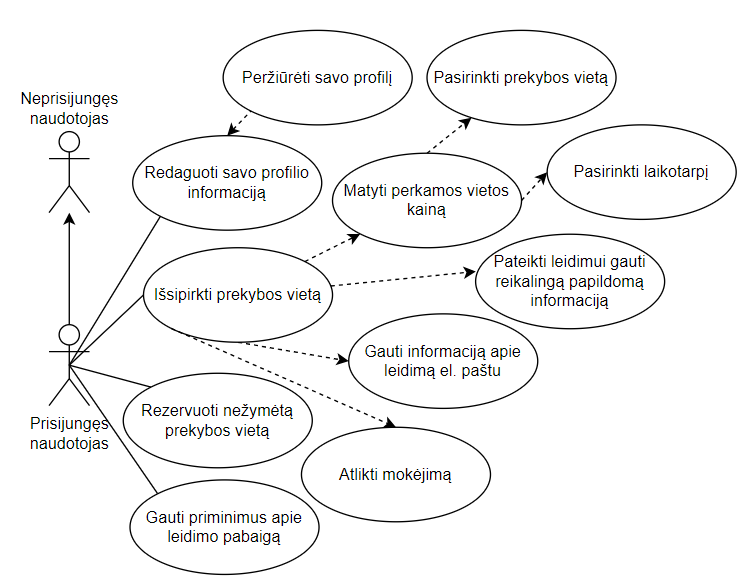 Peržiūrėti savo profilį
Pasirinkti prekybos vietą
Neprisijungęs
naudotojas
Redaguoti savo profilio
informaciją
Matyti perkamos vietos
kainą
Pasirinkti laikotarpį
Išsipirkti prekybos vietą
Pateikti leidimui gauti
reikalingą papildomą
informaciją
Gauti informaciją apie
leidimą el. paštu
Prisijungęs
naudotojas
Rezervuoti nežymėtą
prekybos vietą
Atlikti mokėjimą
Gauti priminimus apie
leidimo pabaigą